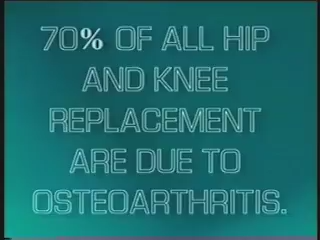 70% OF ALL HIP
AND KNEE
REPLACEMENT
ARE DUE TO
OSTEOARTHRITIS.